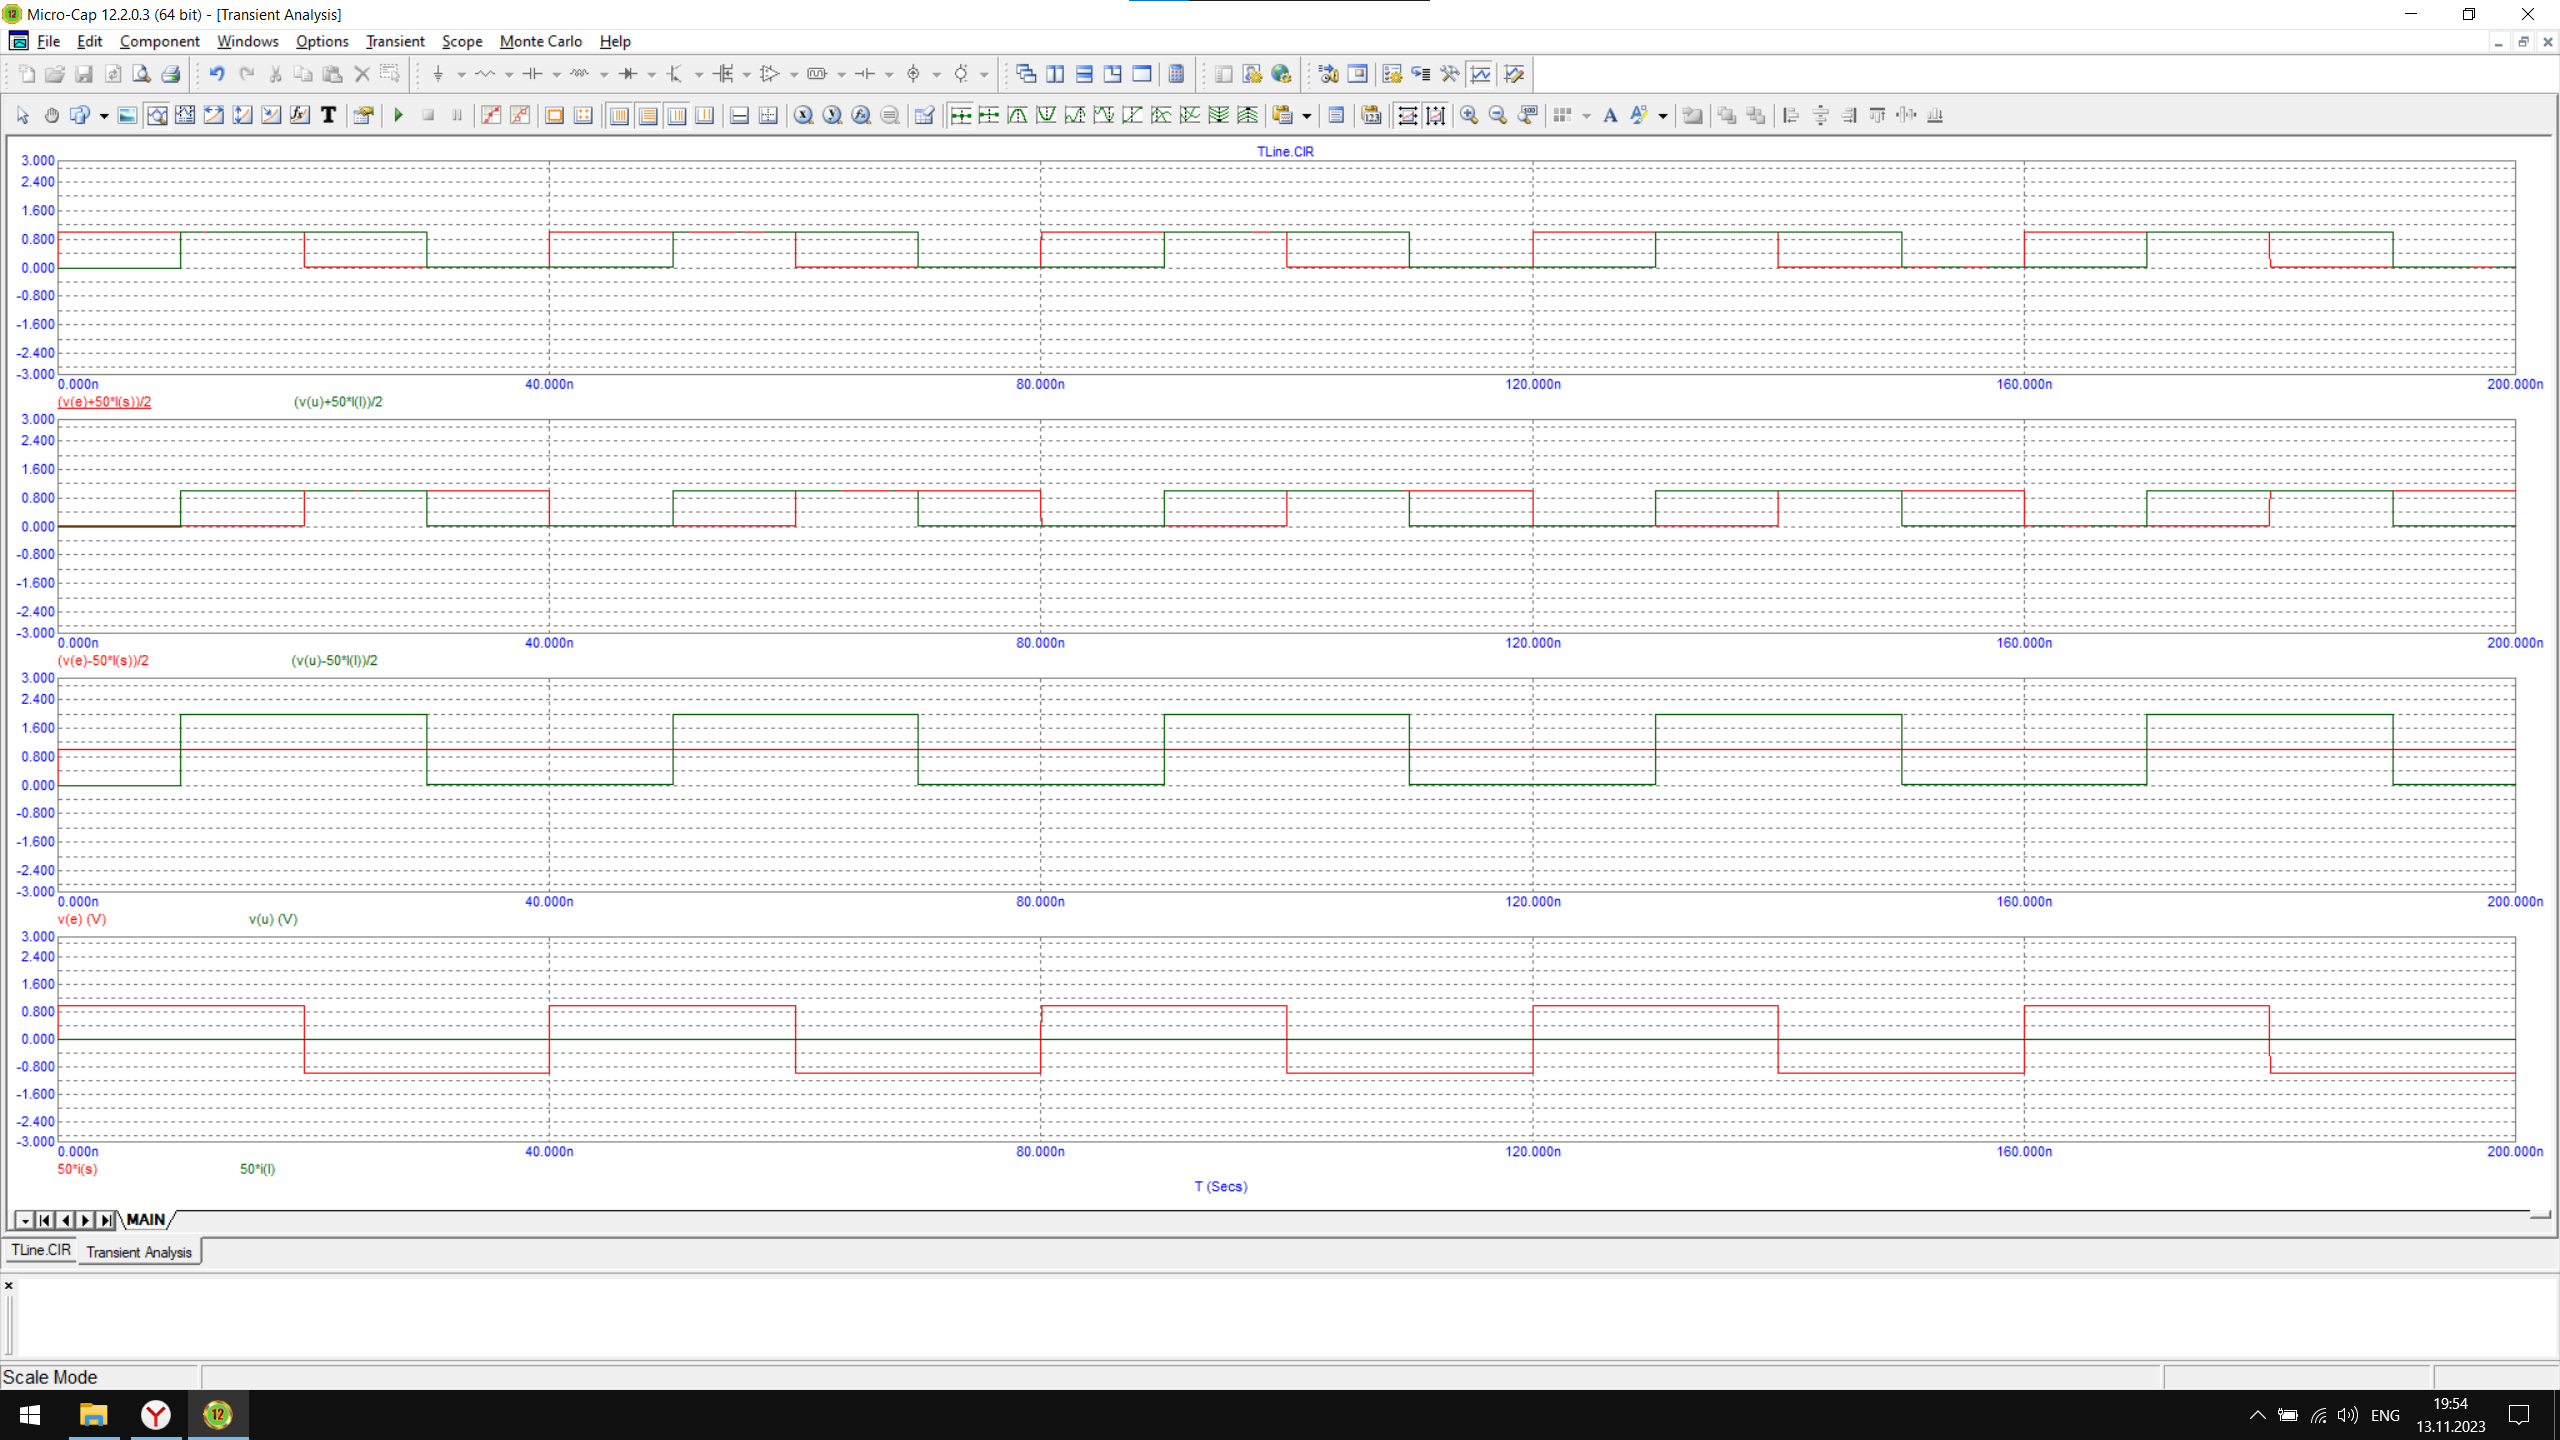 Micro-Cap 12.2.0.3 (64 bit) - [Transient Analysis]
File Edit Component Windows Options Transient Scope Monte Carlo Help
TLine.CIR
3.000
2.400
1.600
0.800
0.000
-0.800
-1.600
-2.400
-3.000
0.000n 40.000n 80.000n 120.000n 160.000n 200.000n
(v(e)+50*I(s))/2 (v(u)+50*I(l))/2
3.000
2.400
1.600
0.800
0.000
-0.800
-1.600
-2.400
-3.000
0.000n 40.000n 80.000n 120.000n 160.000n 200.000n
(v(e)-50*I(s))/2 (v(u)-50*I(l))/2
3.000
2.400
1.600
0.800
0.000
-0.800
-1.600
-2.400
-3.000
0.000n 40.000n 80.000n 120.000n 160.000n 200.000n
v(e) (V) v(u) (V)
3.000
2.400
1.600
0.800
0.000
-0.800
-1.600
-2.400
-3.000
0.000n 40.000n 80.000n 120.000n 160.000n 200.000n
50*i(s) 50*i(l)
T (Secs)
MAIN
TLine.CIR Transient Analysis
Scale Mode
12
ENG
19:54
13.11.2023